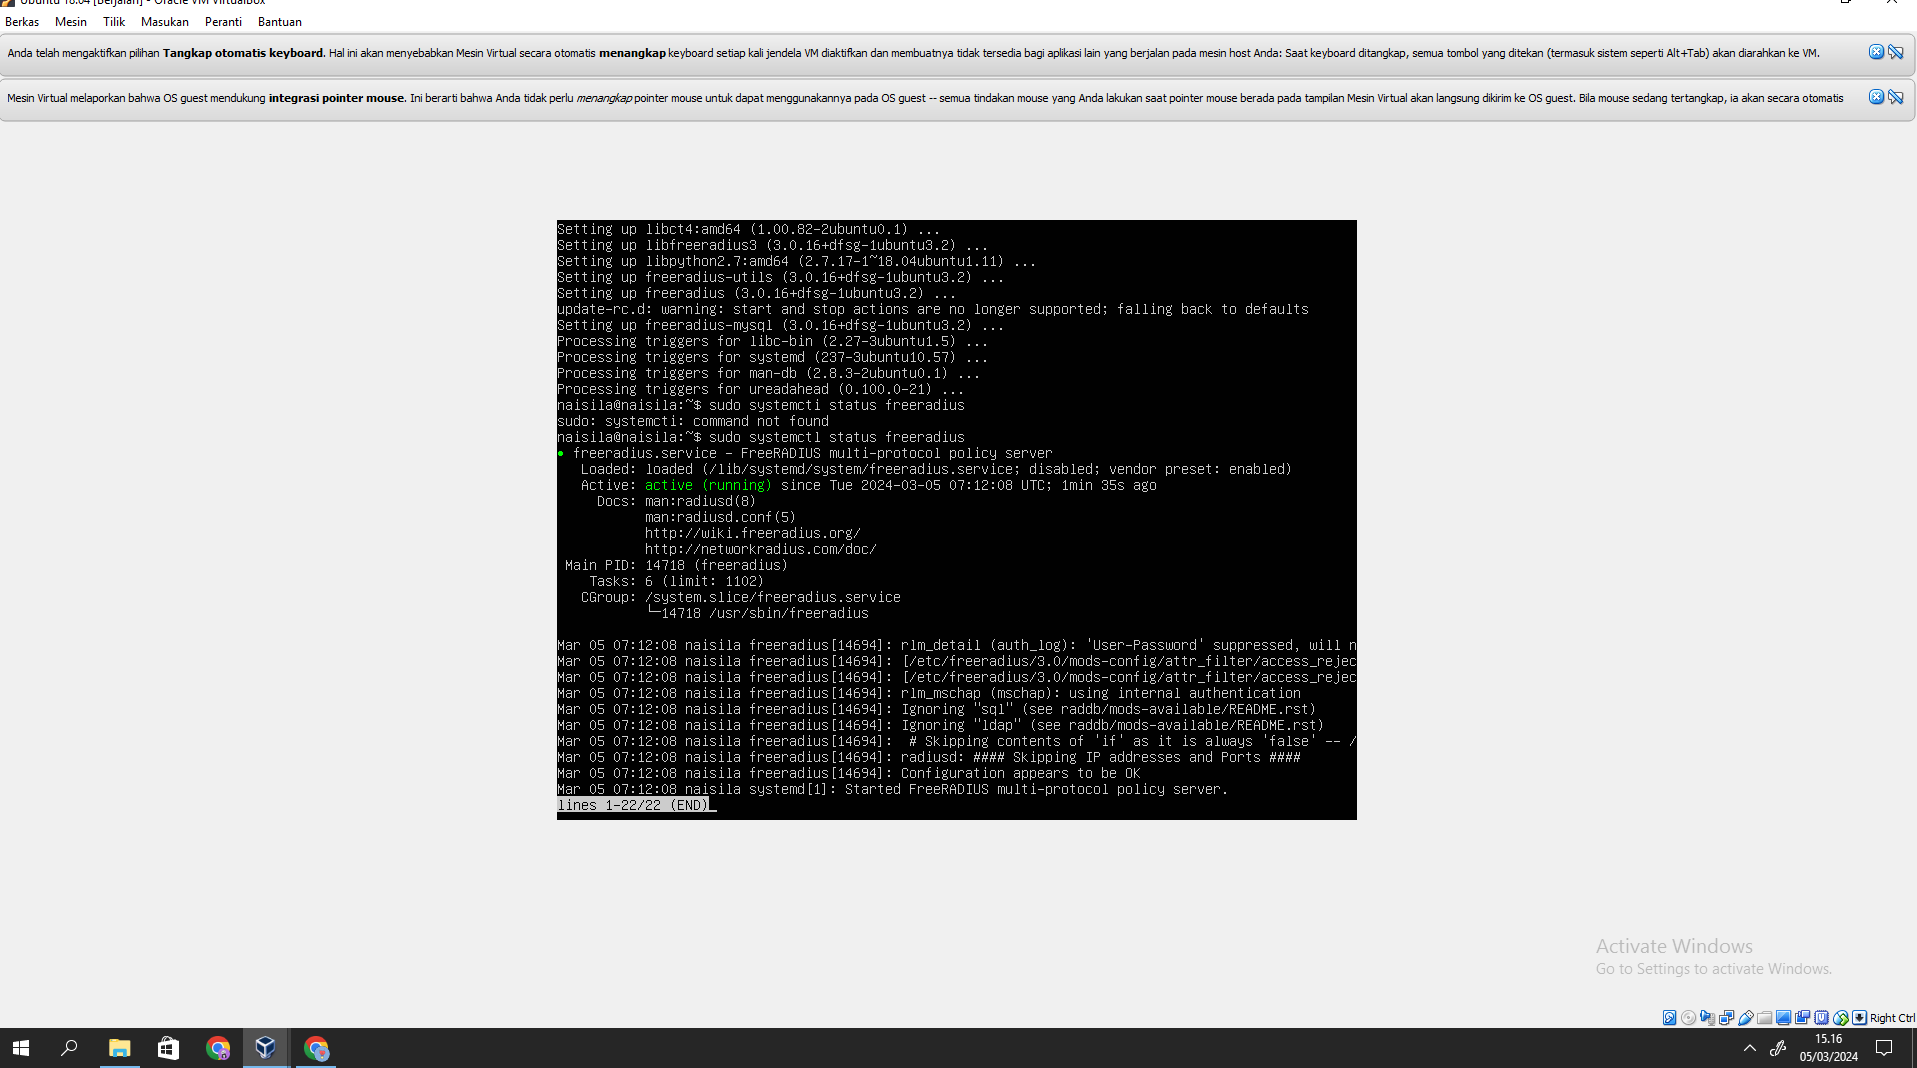 Ubuntu 18.04 [Berjalan] - Oracle VM VirtualBox
Berkas Mesin Tilik Masukan Peranti Bantuan
Anda telah mengaktifkan pilihan Tangkap otomatis keyboard. Hal ini akan menyebabkan Mesin Virtual secara otomatis menangkap keyboard setiap kali jendela VM diaktifkan dan membuatnya tidak tersedia bagi aplikasi lain yang berjalan pada mesin host Anda: Saat keyboard ditangkap, semua tombol yang ditekan (termasuk sistem seperti Alt+Tab) akan diarahkan ke VM.
Mesin Virtual melaporkan bahwa OS guest mendukung integrasi pointer mouse. Ini berarti bahwa Anda tidak perlu menangkap pointer mouse untuk dapat menggunakannya pada OS guest -- semua tindakan mouse yang Anda lakukan saat pointer mouse berada pada tampilan Mesin Virtual akan langsung dikirim ke OS guest. Bila mouse sedang tertangkap, ia akan secara otomatis
Setting up libct4:amd64 (1.00.82-2ubuntu0.1) ...
Setting up libfreeradius3 (3.0.16+dfsg-1ubuntu3.2) ...
Setting up libpython2.7:amd64 (2.7.17-1~18.04ubuntu1.11) ...
Setting up freeradius-utils (3.0.16+dfsg-1ubuntu3.2) ...
Setting up freeradius (3.0.16+dfsg-1ubuntu3.2) ...
update-rc.d: warning: start and stop actions are no longer supported; falling back to defaults
Setting up freeradius-mysql (3.0.16+dfsg-1ubuntu3.2) ...
Processing triggers for libc-bin (2.27-3ubuntu1.5) ...
Processing triggers for systemd (237-3ubuntu10.57) ...
Processing triggers for man-db (2.8.3-2ubuntu0.1) ...
Processing triggers for ureadahead (0.100.0-21) ...
naisila@naisila:~$ sudo systemcti status freeradius
sudo: systemcti: command not found
naisila@naisila:~$ sudo systemctl status freeradius
● freeradius.service - FreeRADIUS multi-protocol policy server
Loaded: loaded (/lib/systemd/system/freeradius.service; disabled; vendor preset: enabled)
Active: active (running) since Tue 2024-03-05 07:12:08 UTC; 1min 35s ago
Docs: man:radiusd(8)
man:radiusd.conf(5)
http://wiki.freeradius.org/
http://networkradius.com/doc/
Main PID: 14718 (freeradius)
Tasks: 6 (limit: 1102)
CGroup: /system.slice/freeradius.service
└─14718 /usr/sbin/freeradius
Mar 05 07:12:08 naisila freeradius[14694]: rlm_detail (auth_log): 'User-Password' suppressed, will n
Mar 05 07:12:08 naisila freeradius[14694]: [/etc/freeradius/3.0/mods-config/attr_filter/access_rejec
Mar 05 07:12:08 naisila freeradius[14694]: [/etc/freeradius/3.0/mods-config/attr_filter/access_rejec
Mar 05 07:12:08 naisila freeradius[14694]: rlm_mschap (mschap): using internal authentication
Mar 05 07:12:08 naisila freeradius[14694]: Ignoring "sql" (see raddb/mods-available/README.rst)
Mar 05 07:12:08 naisila freeradius[14694]: Ignoring "ldap" (see raddb/mods-available/README.rst)
Mar 05 07:12:08 naisila freeradius[14694]:  # Skipping contents of 'if' as it is always 'false' -- /
Mar 05 07:12:08 naisila freeradius[14694]: radiusd: #### Skipping IP addresses and Ports ####
Mar 05 07:12:08 naisila freeradius[14694]: Configuration appears to be OK
Mar 05 07:12:08 naisila systemd[1]: Started FreeRADIUS multi-protocol policy server.
lines 1-22/22 (END)
Activate Windows
Go to Settings to activate Windows.
Right Ctrl
15.16
05/03/2024